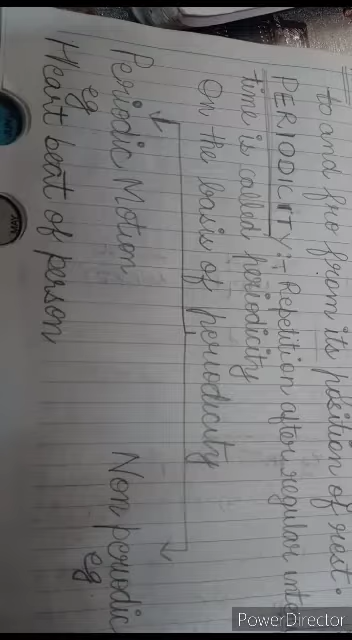 to and fro from its position of rest.
PERIODICITY :→ Repetition after regular
time is called periodicity
On the basis of periodicity
Periodic Motion
Non periodic
eg
eg
Heart beat of person
PowerDirector